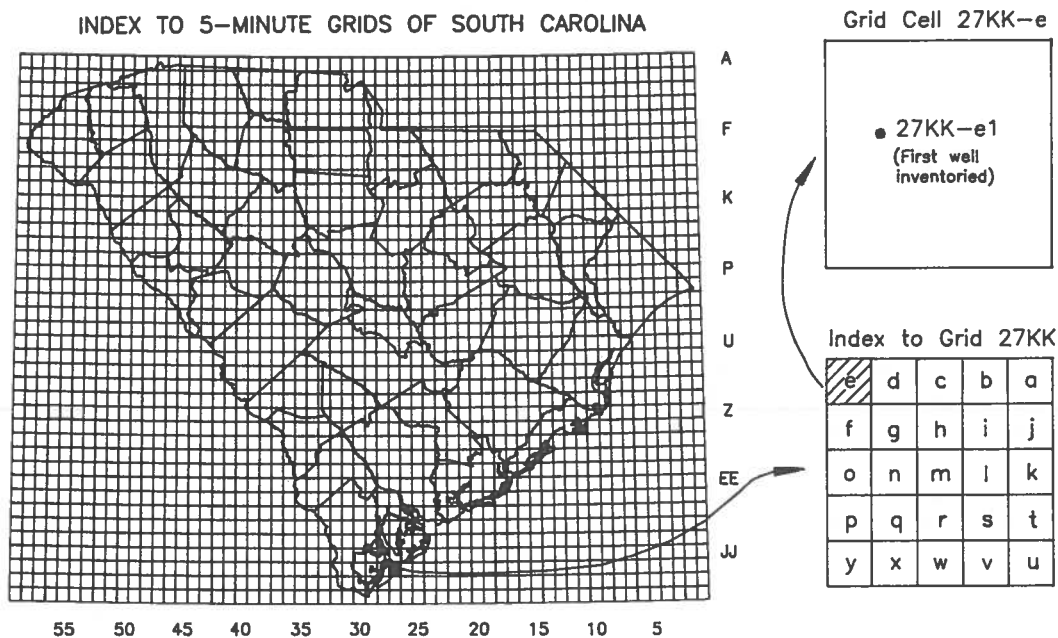 INDEX TO 5-MINUTE GRIDS OF SOUTH CAROLINA
A
F
K
P
U
Z
EE
JJ
55 50 45 40 35 30 25 20 15 10 5
Grid Cell 27KK-e
27KK-e1
(First well
inventoried)
Index to Grid 27KK
e d c b a
f g h i j
o n m l k
p q r s t
y x w v u